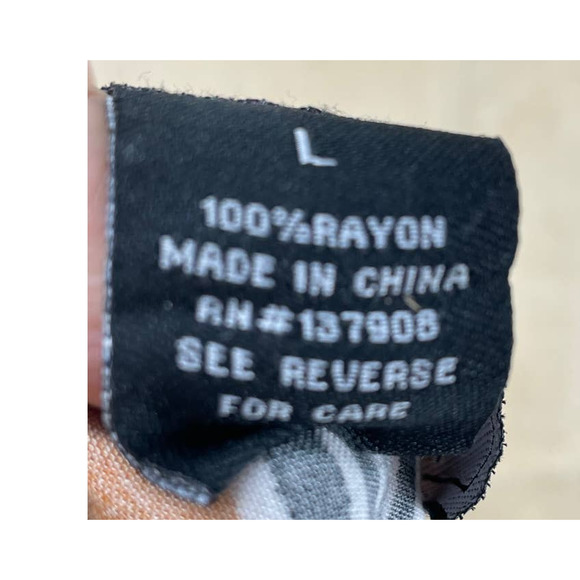 L
100%RAYON
MADE IN CHINA
RN#137908
SEE REVERSE
FOR CARE